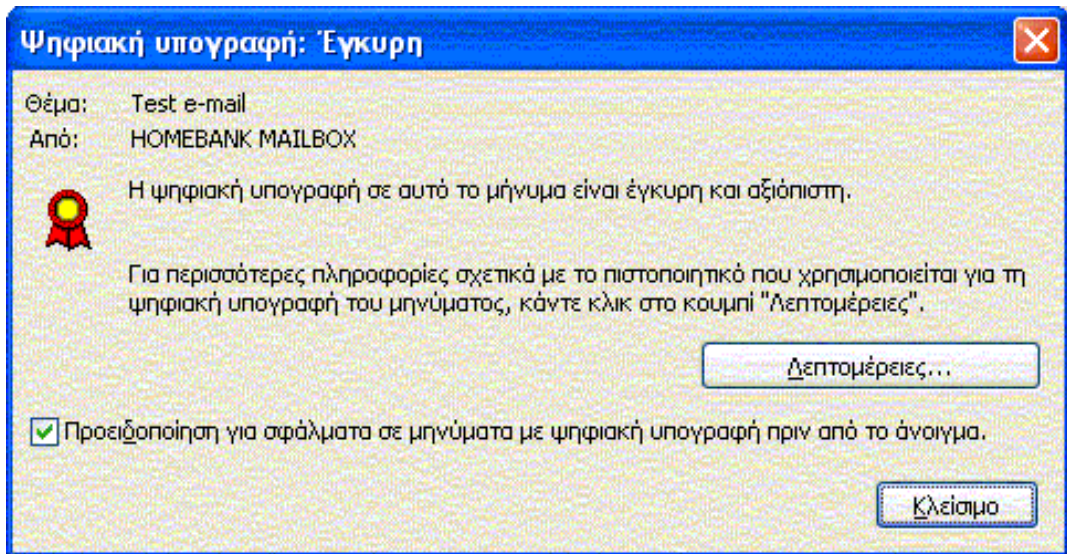 Ψηφιακή υπογραφή: Έγκυρη
Θέμα: Test e-mail
Από: HOMEBANK MAILBOX
Η ψηφιακή υπογραφή σε αυτό το μήνυμα είναι έγκυρη και αξιόπιστη.
Για περισσότερες πληροφορίες σχετικά με το πιστοποιητικό που χρησιμοποιείται για τη
ψηφιακή υπογραφή του μηνύματος, κάντε κλικ στο κουμπί "Λεπτομέρειες".
Λεπτομέρειες...
Προειδοποίηση για σφάλματα σε μηνύματα με ψηφιακή υπογραφή πριν από το άνοιγμα.
Κλείσιμο